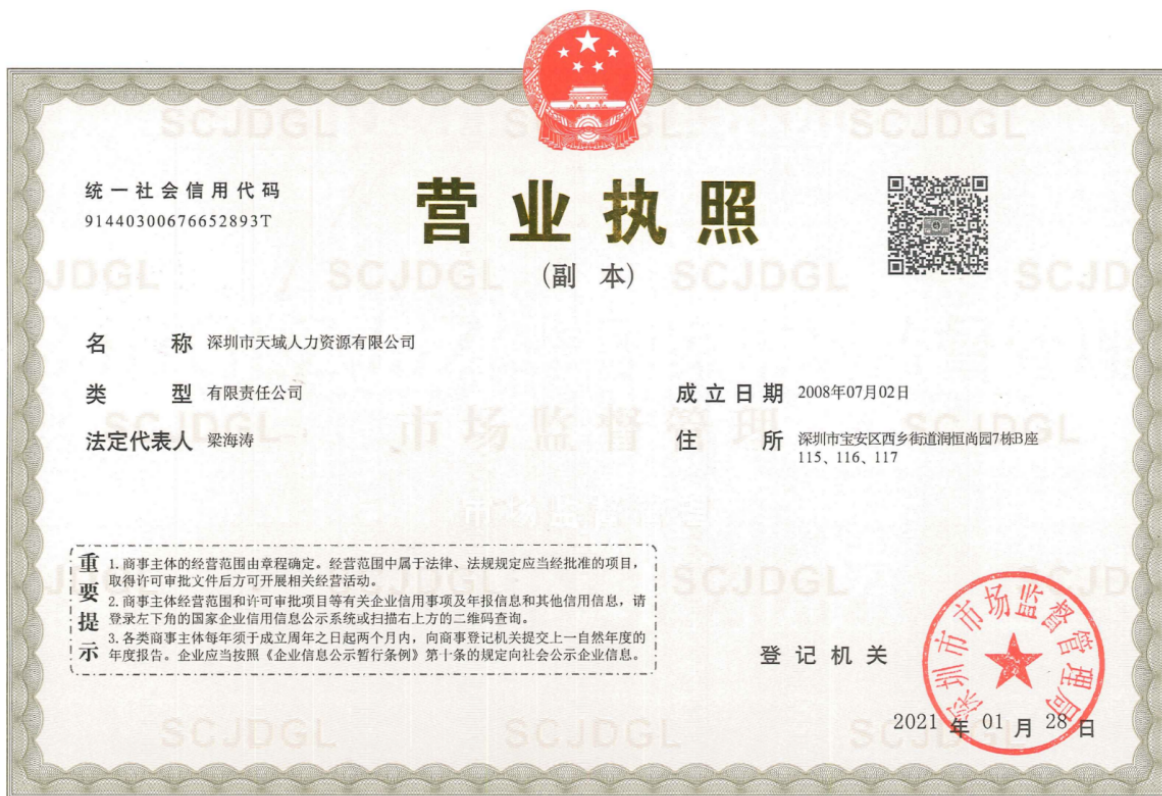 统一社会信用代码
91440300676652893T
营业执照
(副 本)
名 称 深圳市天域人力资源有限公司
类 型 有限责任公司
法定代表人 梁海涛
成立日期 2008年07月02日
住 所 深圳市宝安区西乡街道润恒尚园7栋B座
115、116、117
重要提示
1. 商事主体的经营范围由章程确定。经营范围中属于法律、法规规定应当经批准的项目，
取得许可审批文件后方可开展相关经营活动。
2. 商事主体经营范围和许可审批项目等有关企业信用事项及年报信息和其他信用信息，请
登录左下角的国家企业信用信息公示系统或扫描右上方的二维码查询。
3. 各类商事主体每年须于成立周年之日起两个月内，向商事登记机关提交上一自然年度的
年度报告。企业应当按照《企业信息公示暂行条例》第十条的规定向社会公示企业信息。
登记机关
深圳市市场监督管理局
2021 年 01 月 28 日
SCJDGL
市场监督管理